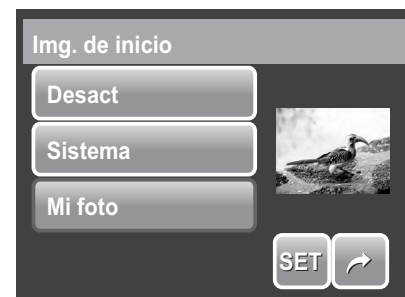 Img. de inicio
Desact
Sistema
Mi foto
SET